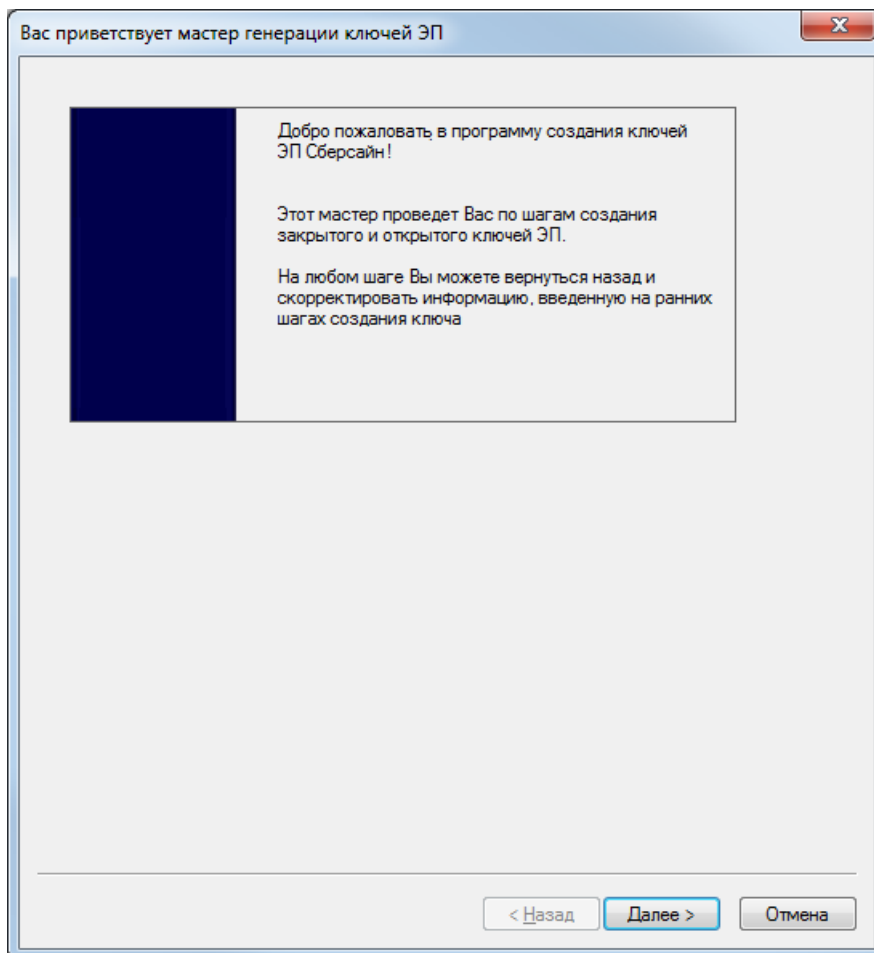 Вас приветствует мастер генерации ключей ЭП
Добро пожаловать в программу создания ключей
ЭП Сберсайн!
Этот мастер проведет Вас по шагам создания
закрытого и открытого ключей ЭП.
На любом шаге Вы можете вернуться назад и
скорректировать информацию, введенную на ранних
шагах создания ключа
< Назад Далее > Отмена